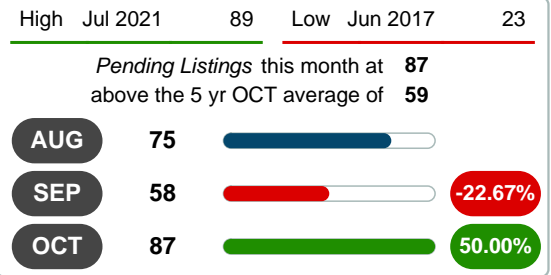 High Jul 2021 89 Low Jun 2017 23
Pending Listings this month at 87
above the 5 yr OCT average of 59
AUG 75
SEP 58 -22.67%
OCT 87 50.00%